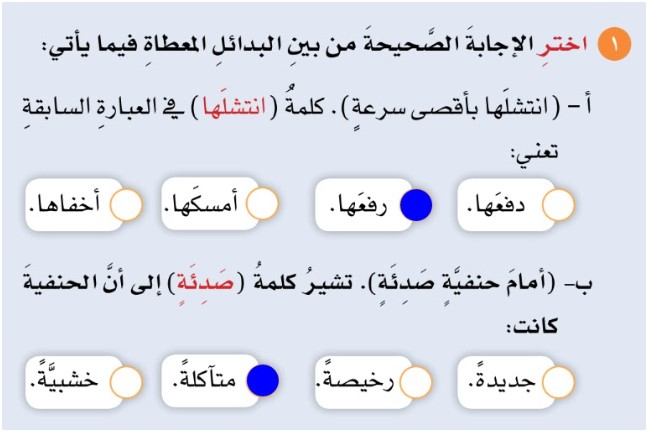 ١ اخترِ الإجابةَ الصَّحيحةَ من بينِ البدائلِ المعطاةِ فيما يأتي:
أ - (انتشلَها بأقصى سرعةٍ). كلمةُ (انتشلَها) في العبارةِ السابقةِ
تعني:
دفعَها. رفعَها. أمسكَها. أخفاها.
ب- (أمامَ حنفيَّةٍ صَدِئَةٍ). تشيرُ كلمةُ (صَدِئَةٍ) إلى أنَّ الحنفيةَ
كانت:
جديدةً. رخيصةً. متآكلةً. خشبيَّةً.